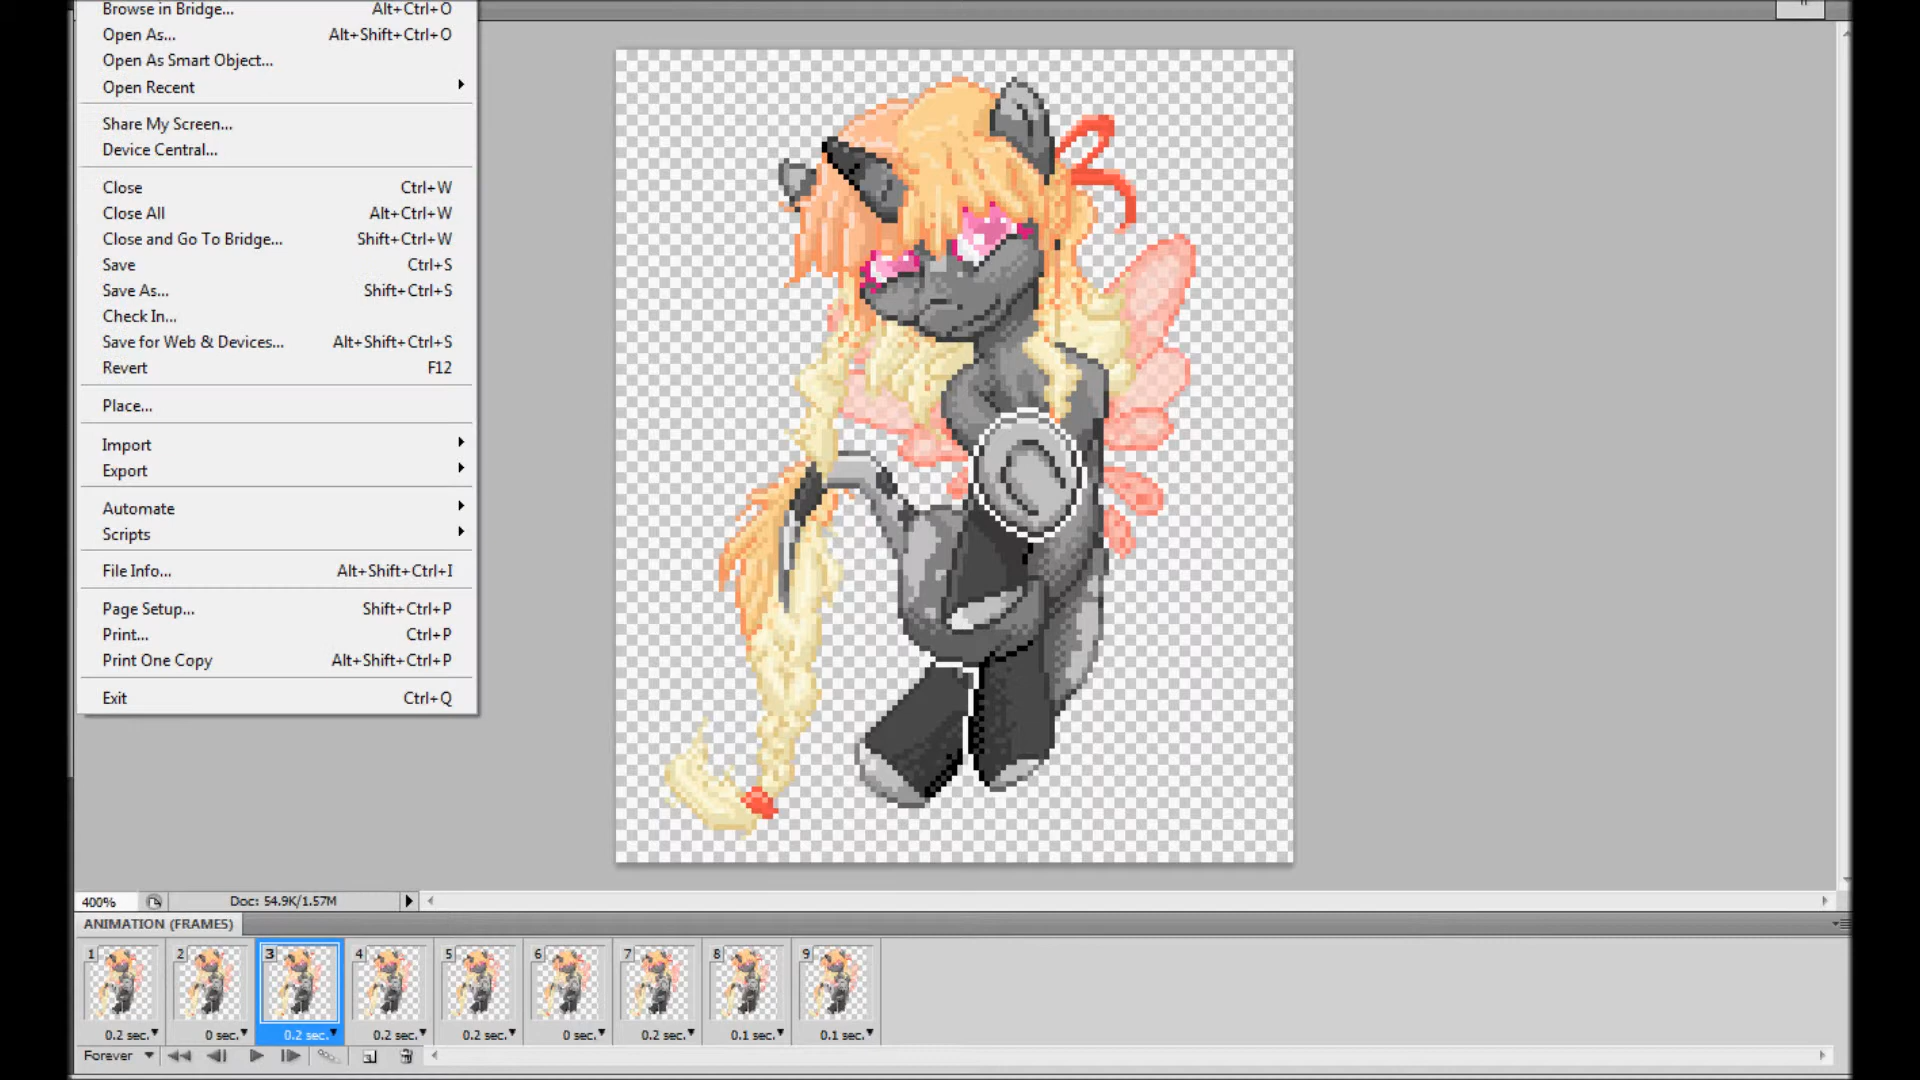 Browse in Bridge... Alt+Ctrl+O
Open As... Alt+Shift+Ctrl+O
Open As Smart Object...
Open Recent
Share My Screen...
Device Central...
Close Ctrl+W
Close All Alt+Ctrl+W
Close and Go To Bridge... Shift+Ctrl+W
Save Ctrl+S
Save As... Shift+Ctrl+S
Check In...
Save for Web & Devices... Alt+Shift+Ctrl+S
Revert F12
Place...
Import
Export
Automate
Scripts
File Info... Alt+Shift+Ctrl+I
Page Setup... Shift+Ctrl+P
Print... Ctrl+P
Print One Copy Alt+Shift+Ctrl+P
Exit Ctrl+Q
400% Doc: 54.9K/1.57M
ANIMATION (FRAMES)
1 2 3 4 5 6 7 8 9
0.2 sec. 0 sec. 0.2 sec. 0.2 sec. 0.2 sec. 0 sec. 0.2 sec. 0.1 sec. 0.1 sec.
Forever